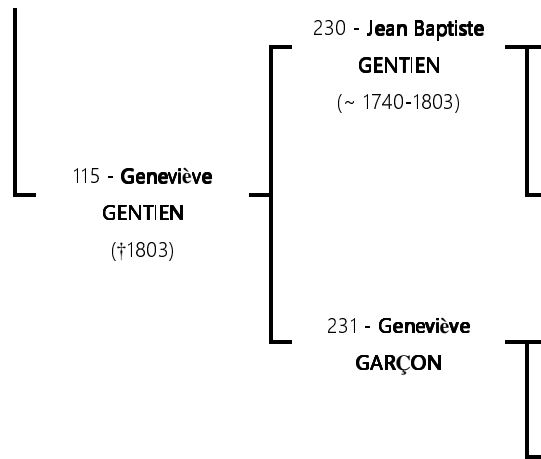 230 - Jean Baptiste
GENTIEN
(~ 1740-1803)
115 - Geneviève
GENTIEN
(†1803)
231 - Geneviève
GARÇON